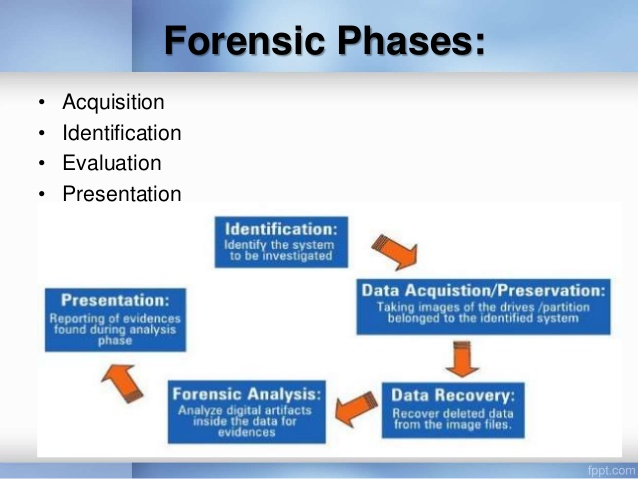 Forensic Phases:
• Acquisition
• Identification
• Evaluation
• Presentation
Identification:
Identify the system
to be investigated
Data Acquistion/Preservation:
Taking images of the drives /partition
belonged to the identified system
Data Recovery:
Recover deleted data
from the image files.
Forensic Analysis:
Analyze digital artifacts
inside the data for
evidences
Presentation:
Reporting of evidences
found during analysis
phase
fppt.com